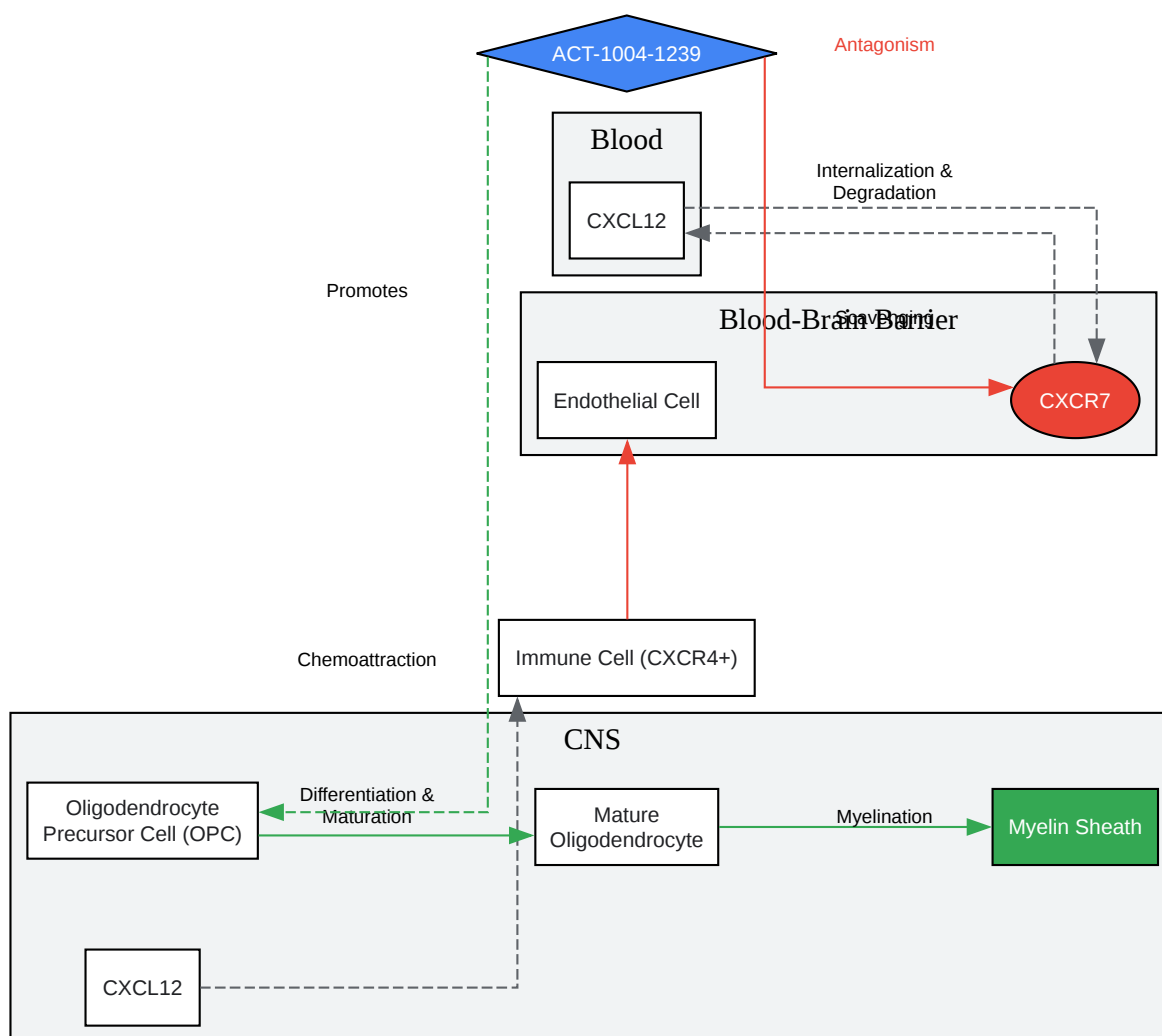 ACT-1004-1239
Antagonism
Blood
Internalization &
Degradation
CXCL12
Promotes
Blood-Brain Barrier
Scavenging
Endothelial Cell
CXCR7
Immune Cell (CXCR4+)
Chemoattraction
CNS
Oligodendrocyte
Precursor Cell (OPC)
Differentiation &
Maturation
Mature
Oligodendrocyte
Myelination
Myelin Sheath
CXCL12